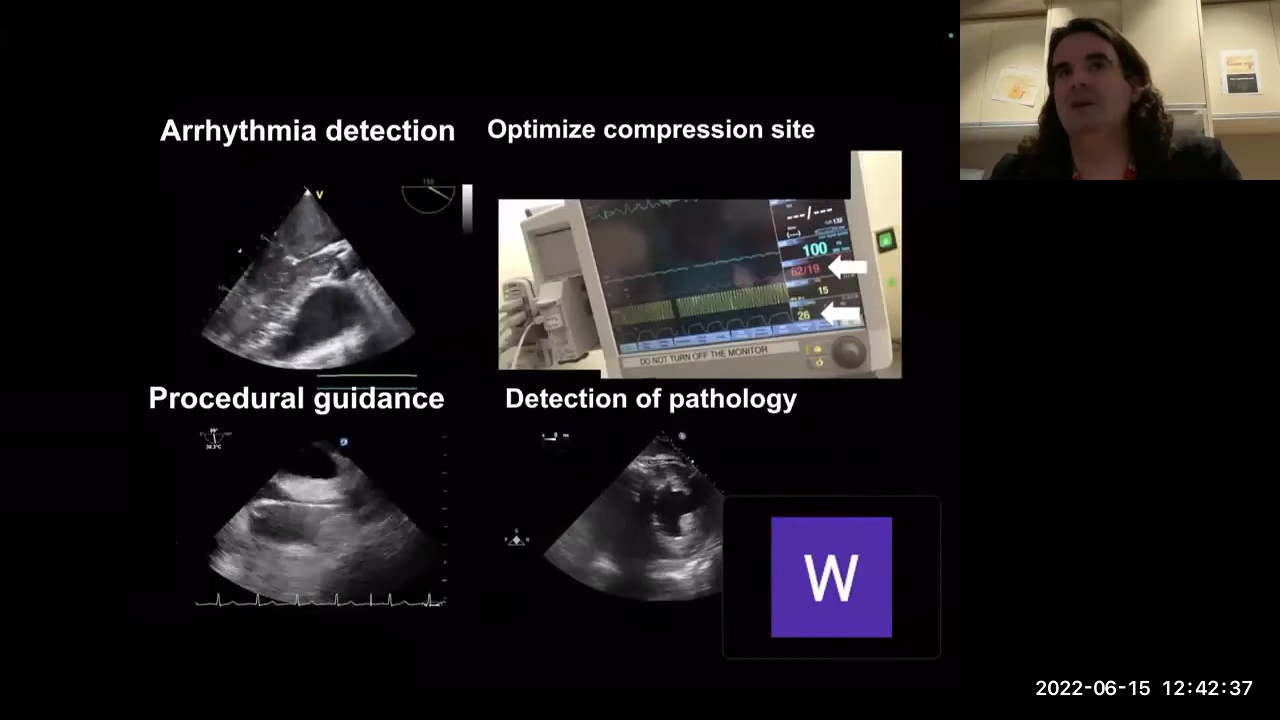 Arrhythmia detection
Optimize compression site
V
100
62/19
15
26
DO NOT TURN OFF THE MONITOR
Procedural guidance
Detection of pathology
W
2022-06-15 12:42:37